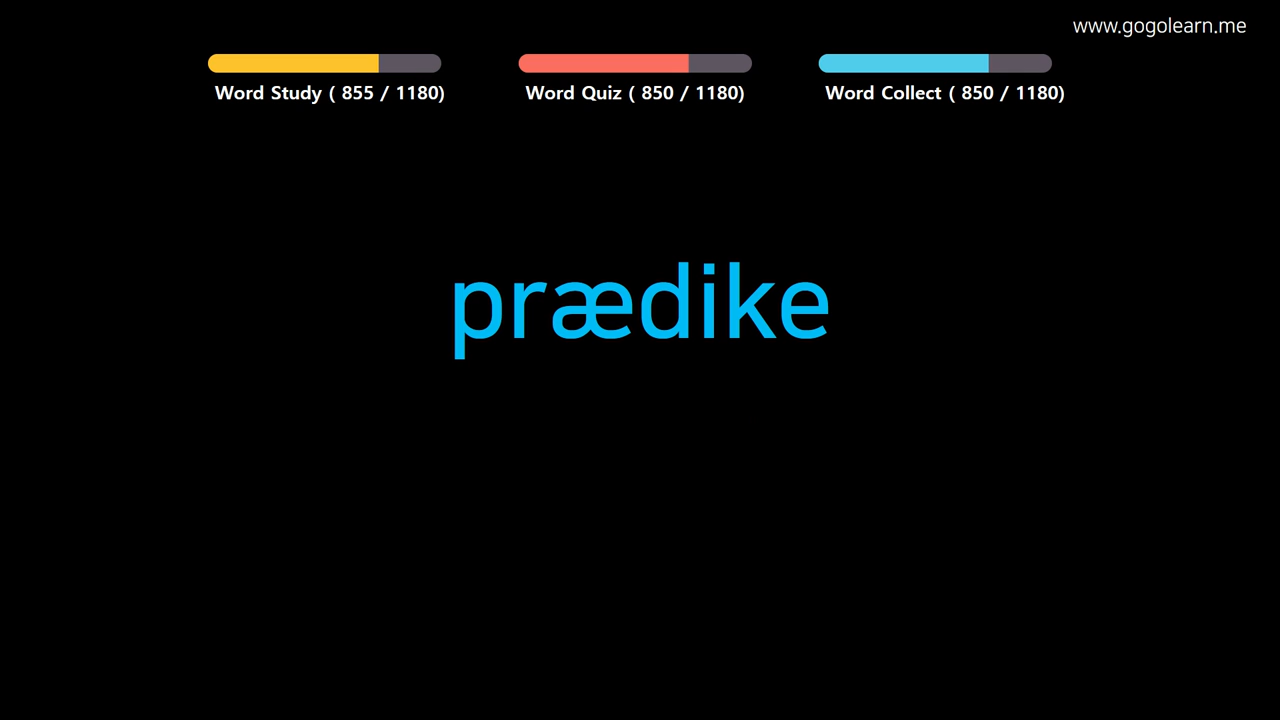 www.gogolearn.me
Word Study ( 855 / 1180)
Word Quiz ( 850 / 1180)
Word Collect ( 850 / 1180)
prædike